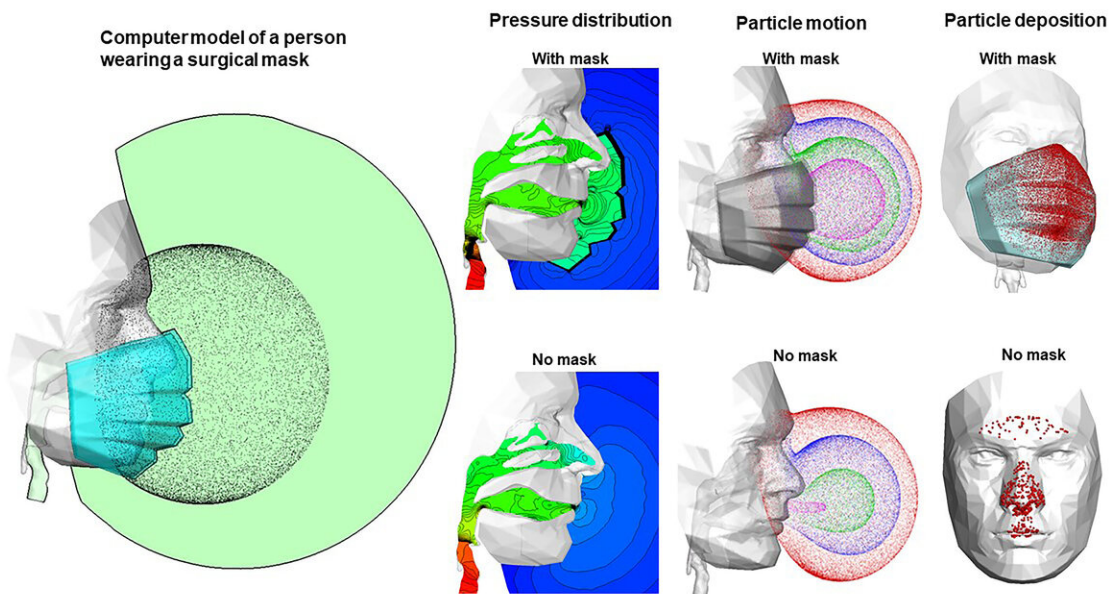 Computer model of a person
wearing a surgical mask
Pressure distribution
Particle motion
Particle deposition
With mask
With mask
With mask
No mask
No mask
No mask